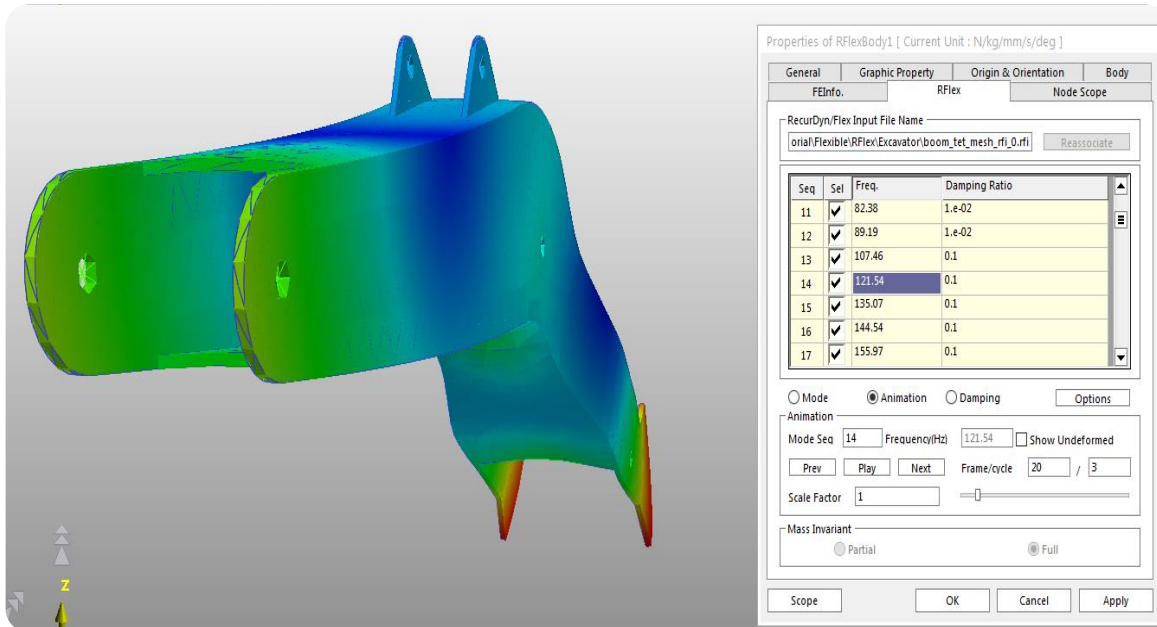 Properties of RFlexBody1 [ Current Unit : N/kg/mm/s/deg ]
General Graphic Property Origin & Orientation Body
FEInfo. RFlex Node Scope
RecurDyn/Flex Input File Name
orial\Flexible\RFlex\Excavator\boom_tet_mesh_rfi_0.rfi Reassociate
Seq Sel Freq. Damping Ratio
11 82.38 1.e-02
12 89.19 1.e-02
13 107.46 0.1
14 121.54 0.1
15 135.07 0.1
16 144.54 0.1
17 155.97 0.1
Mode Animation Damping Options
Animation
Mode Seq 14 Frequency(Hz) 121.54 Show Undeformed
Prev Play Next Frame/cycle 20 / 3
Scale Factor 1
Mass Invariant
Partial Full
Z
Scope OK Cancel Apply